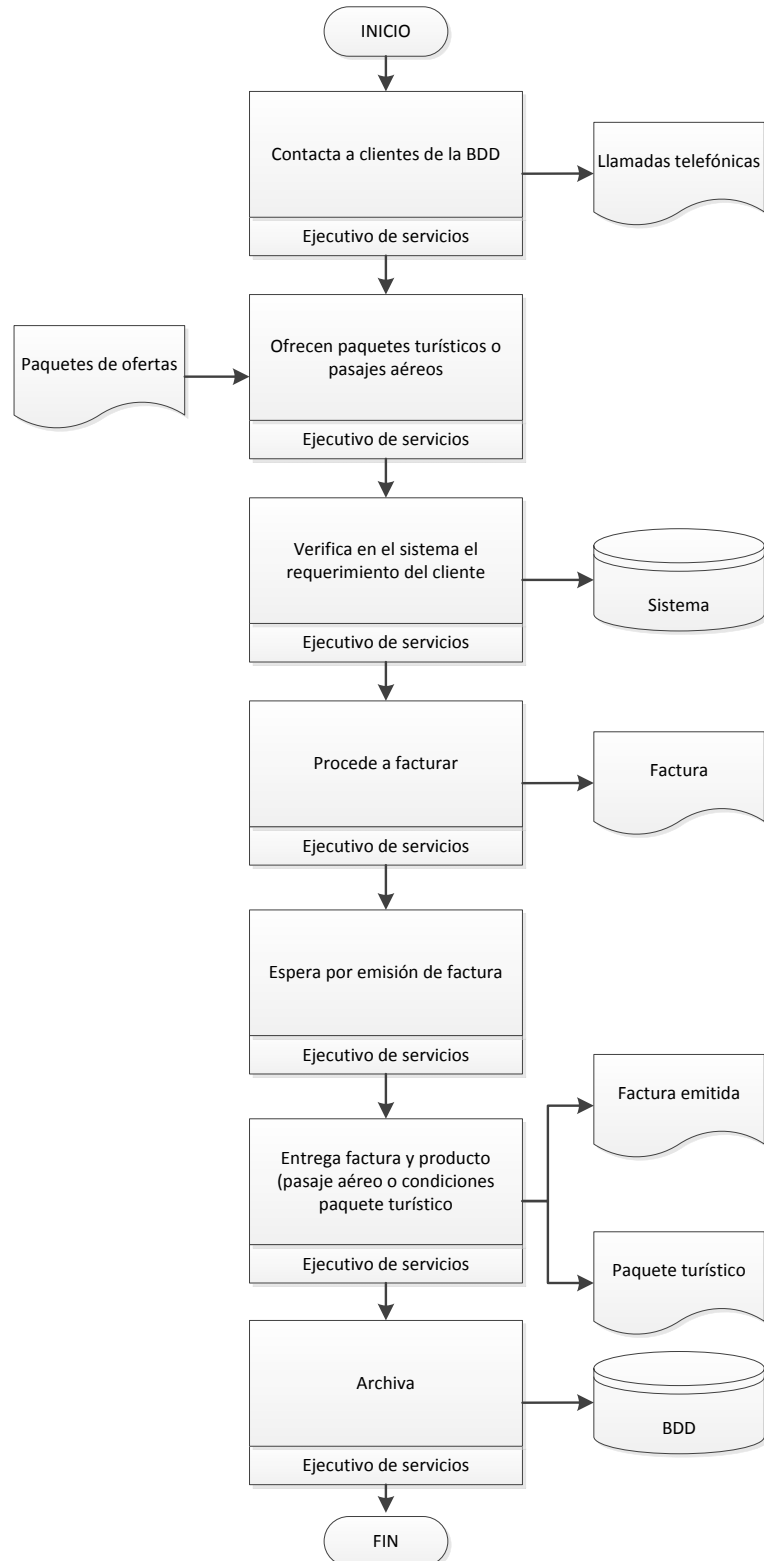 INICIO
Contacta a clientes de la BDD
Llamadas telefónicas
Ejecutivo de servicios
Paquetes de ofertas
Ofrecen paquetes turísticos o
pasajes aéreos
Ejecutivo de servicios
Verifica en el sistema el
requerimiento del cliente
Sistema
Ejecutivo de servicios
Procede a facturar
Factura
Ejecutivo de servicios
Espera por emisión de factura
Ejecutivo de servicios
Entrega factura y producto
(pasaje aéreo o condiciones
paquete turístico
Factura emitida
Paquete turístico
Ejecutivo de servicios
Archiva
BDD
Ejecutivo de servicios
FIN